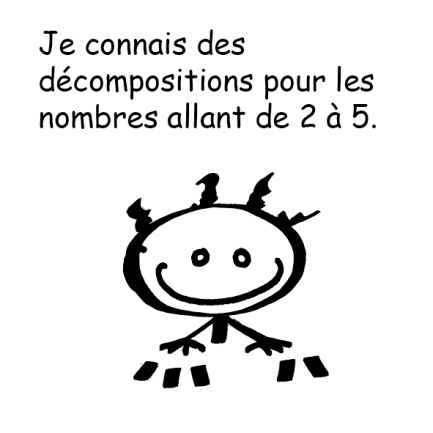 Je connais des
décompositions pour les
nombres allant de 2 à 5.